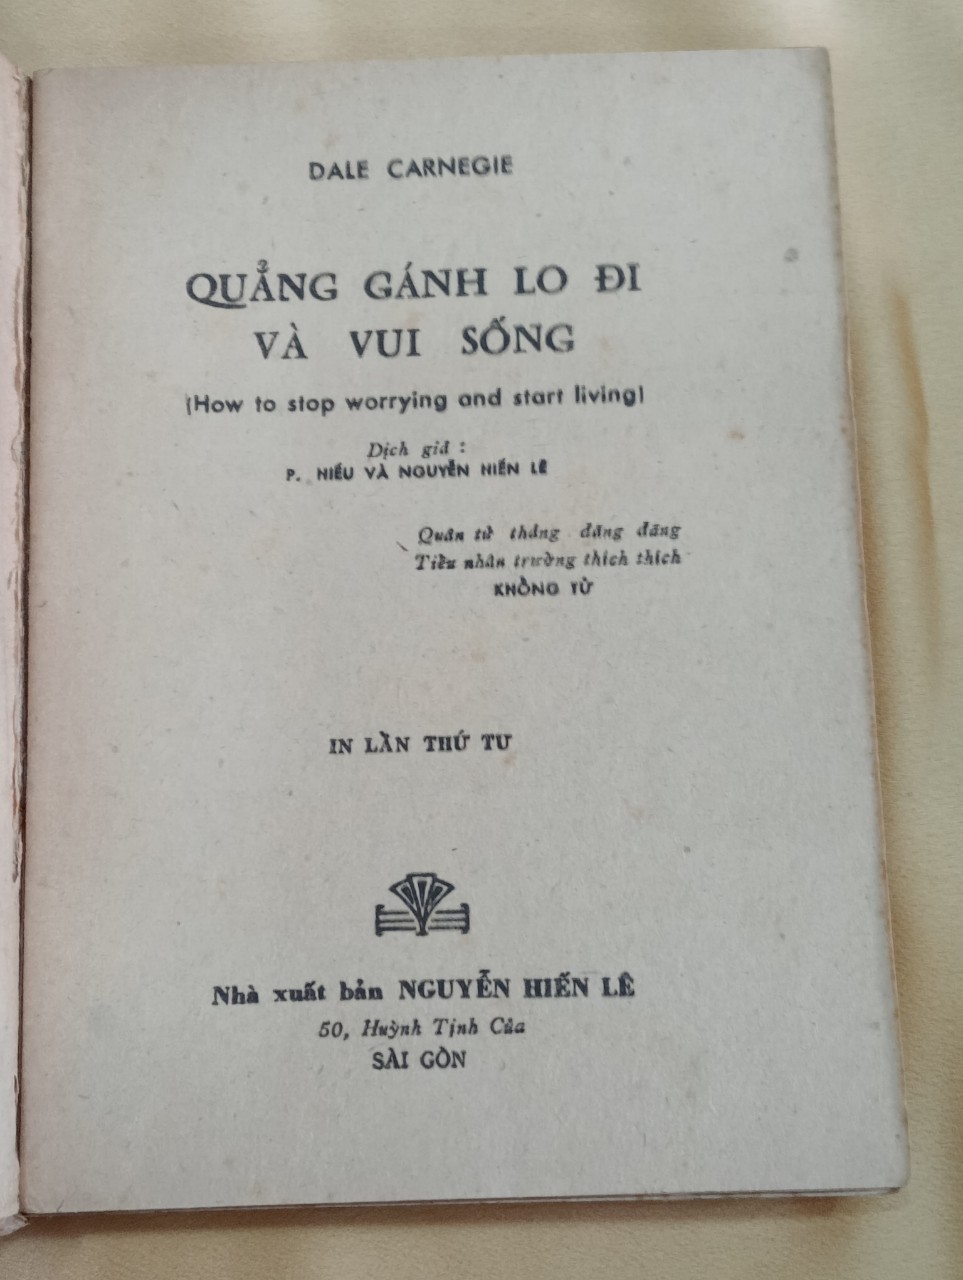 DALE CARNEGIE
QUẲNG GÁNH LO ĐI
VÀ VUI SỐNG
(How to stop worrying and start living)
Dịch giả :
P. HIẾU VÀ NGUYỄN HIẾN LÊ
Quân tử thản đãng đãng
Tiểu nhân trường thích thích
KHỔNG TỬ
IN LẦN THỨ TƯ
Nhà xuất bản NGUYỄN HIẾN LÊ
50, Huỳnh Tịnh Của
SÀI GÒN